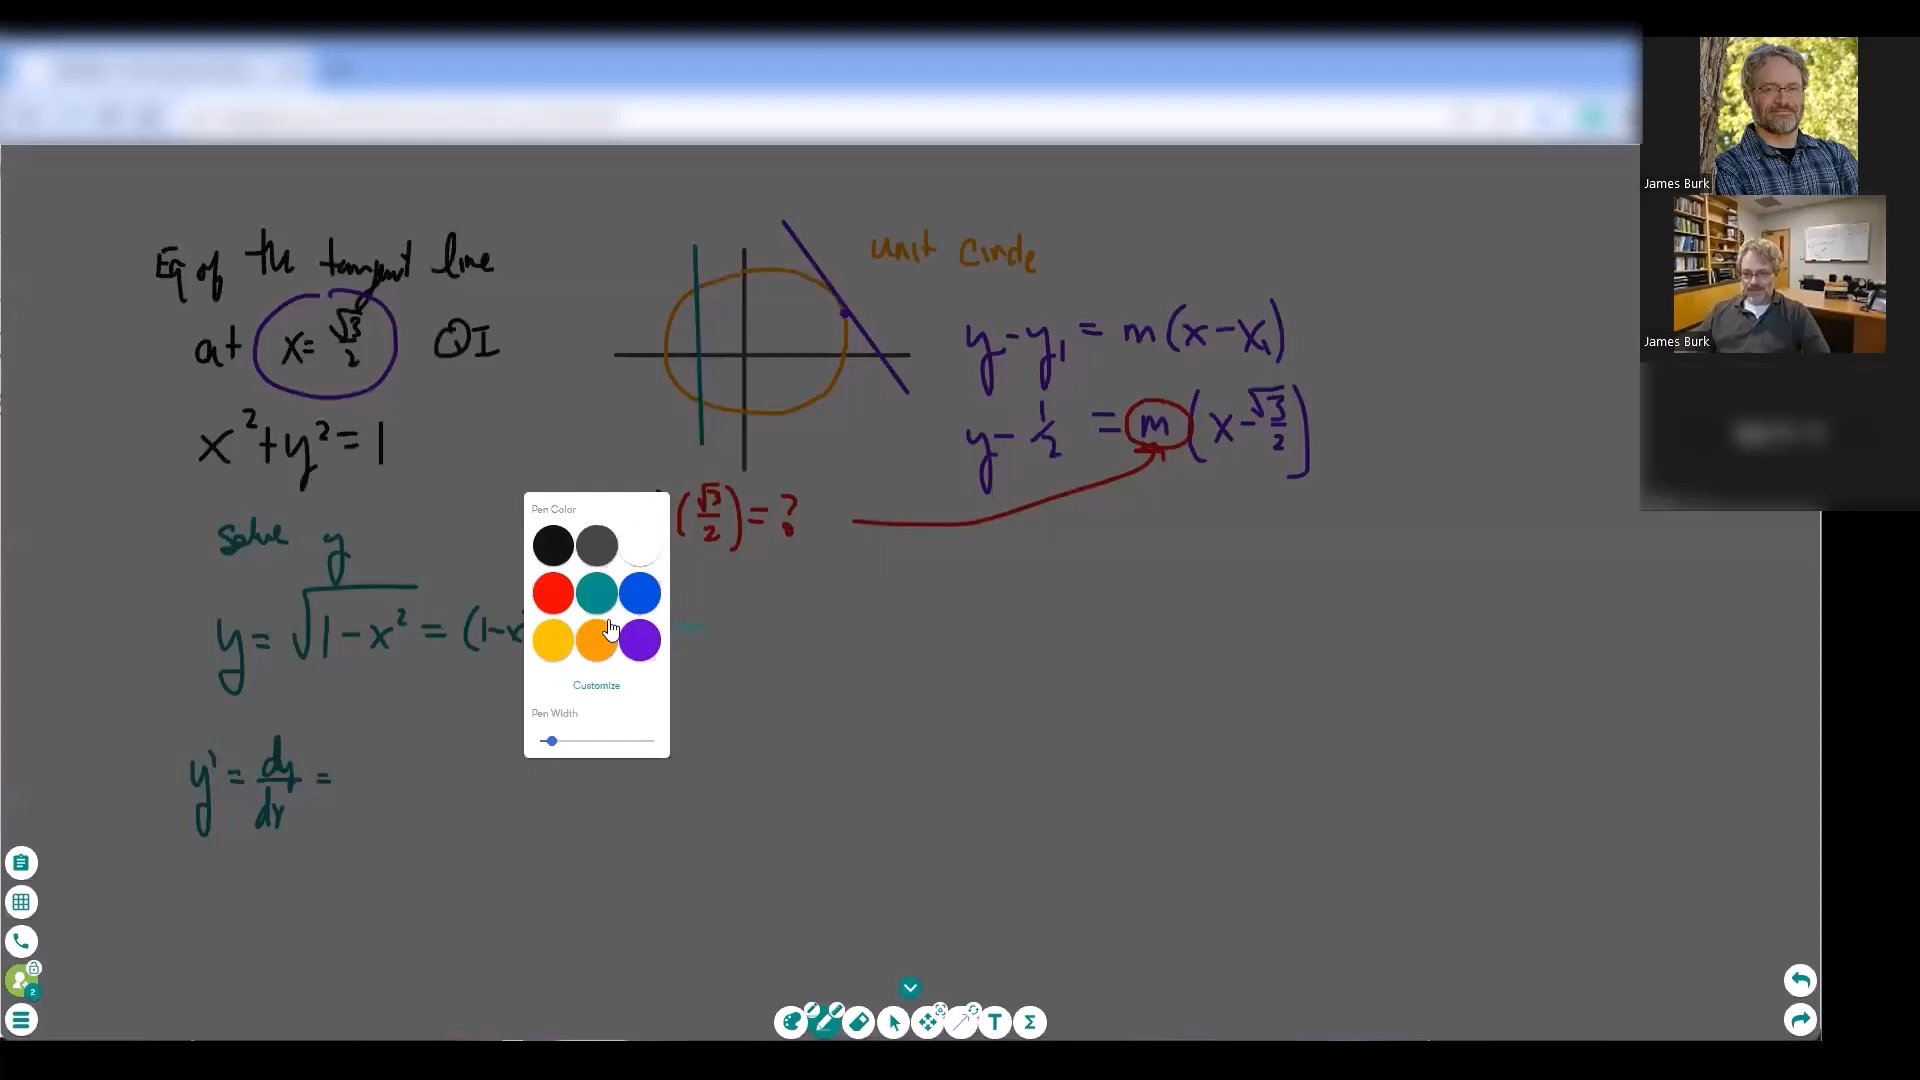 James Burk
James Burk
Eq of the tangent line
at x= √3/2 QI
x²+y²=1
unit circle
y-y₁ = m(x-x₁)
y-1/2 = m(x-√3/2)
(√3/2)=?
solve y
y= √1-x² = (1-x
y' = dy/dx =
Pen Color
Customize
Pen Width
2
T
Σ